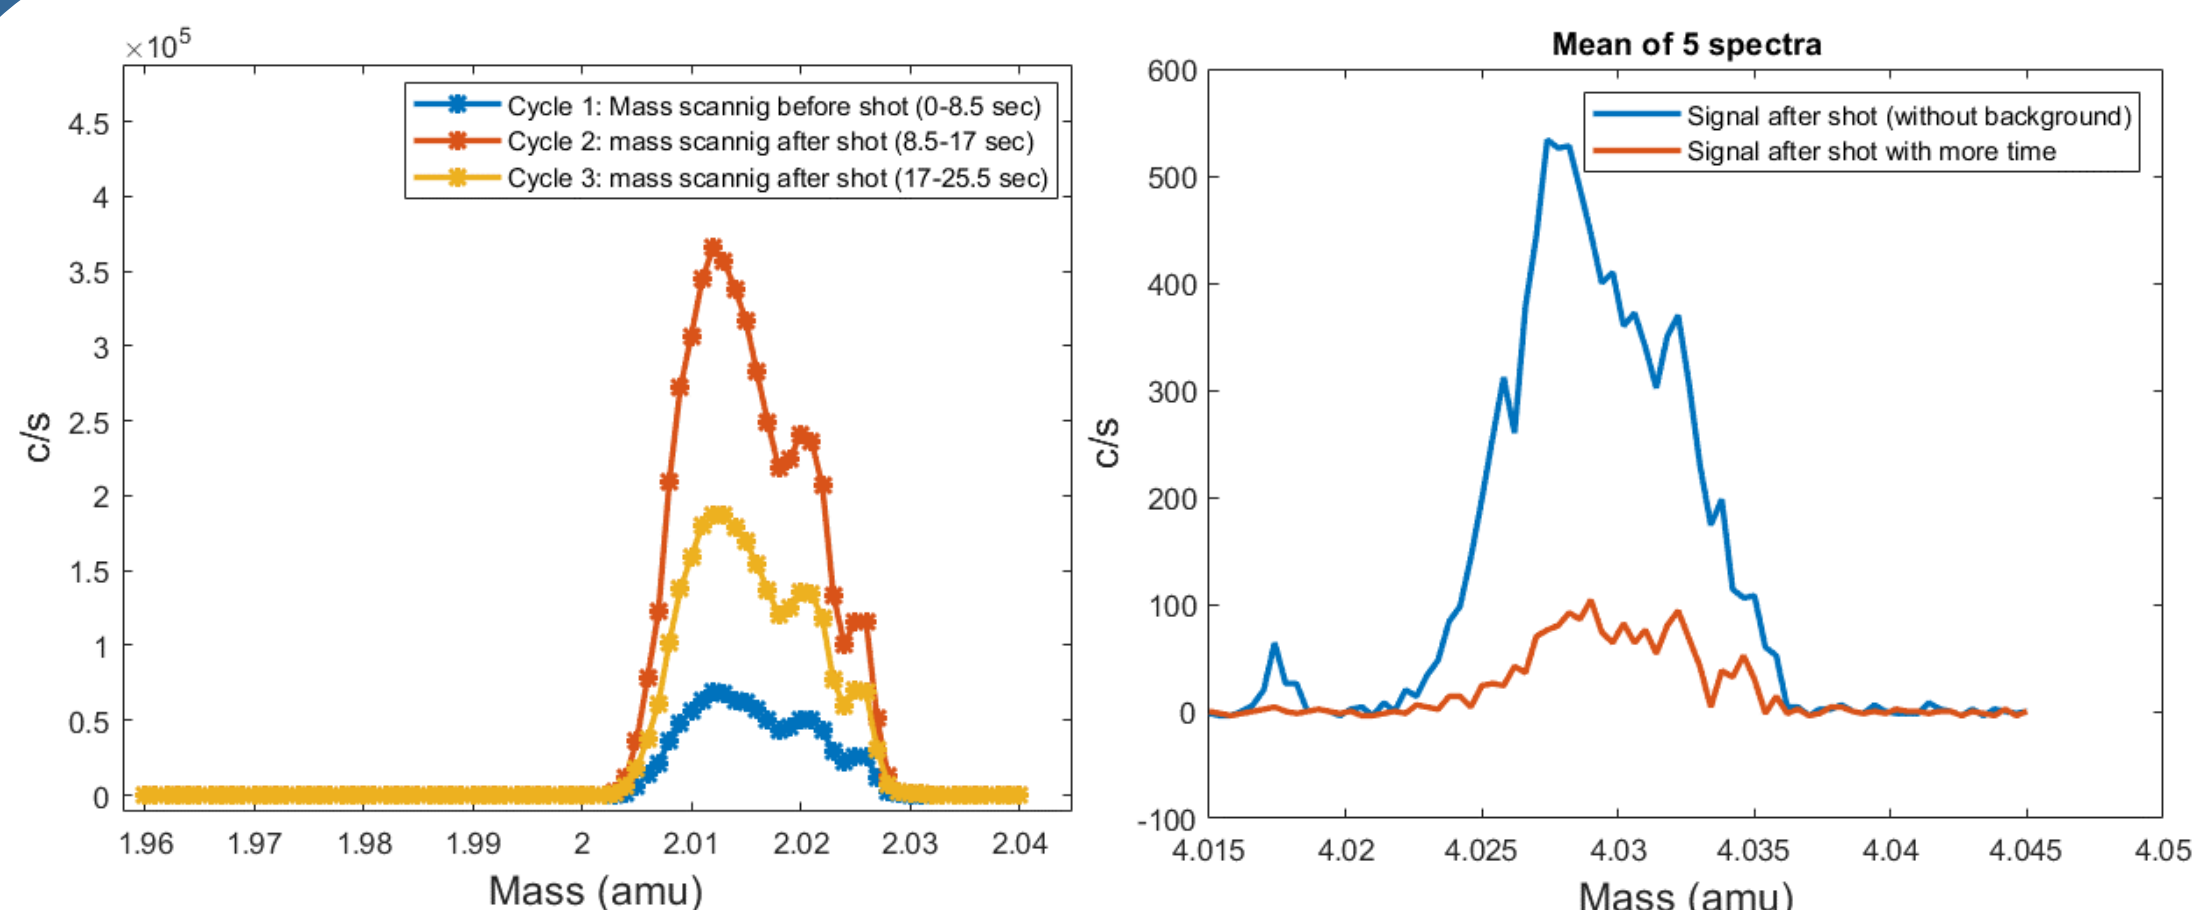 ×10⁵
4.5
4
3.5
3
2.5
2
1.5
1
0.5
0
c/s
Cycle 1: Mass scannig before shot (0-8.5 sec)
Cycle 2: mass scannig after shot (8.5-17 sec)
Cycle 3: mass scannig after shot (17-25.5 sec)
1.96 1.97 1.98 1.99 2 2.01 2.02 2.03 2.04
Mass (amu)
Mean of 5 spectra
600
500
400
300
200
100
0
-100
c/s
Signal after shot (without background)
Signal after shot with more time
4.015 4.02 4.025 4.03 4.035 4.04 4.045 4.05
Mass (amu)